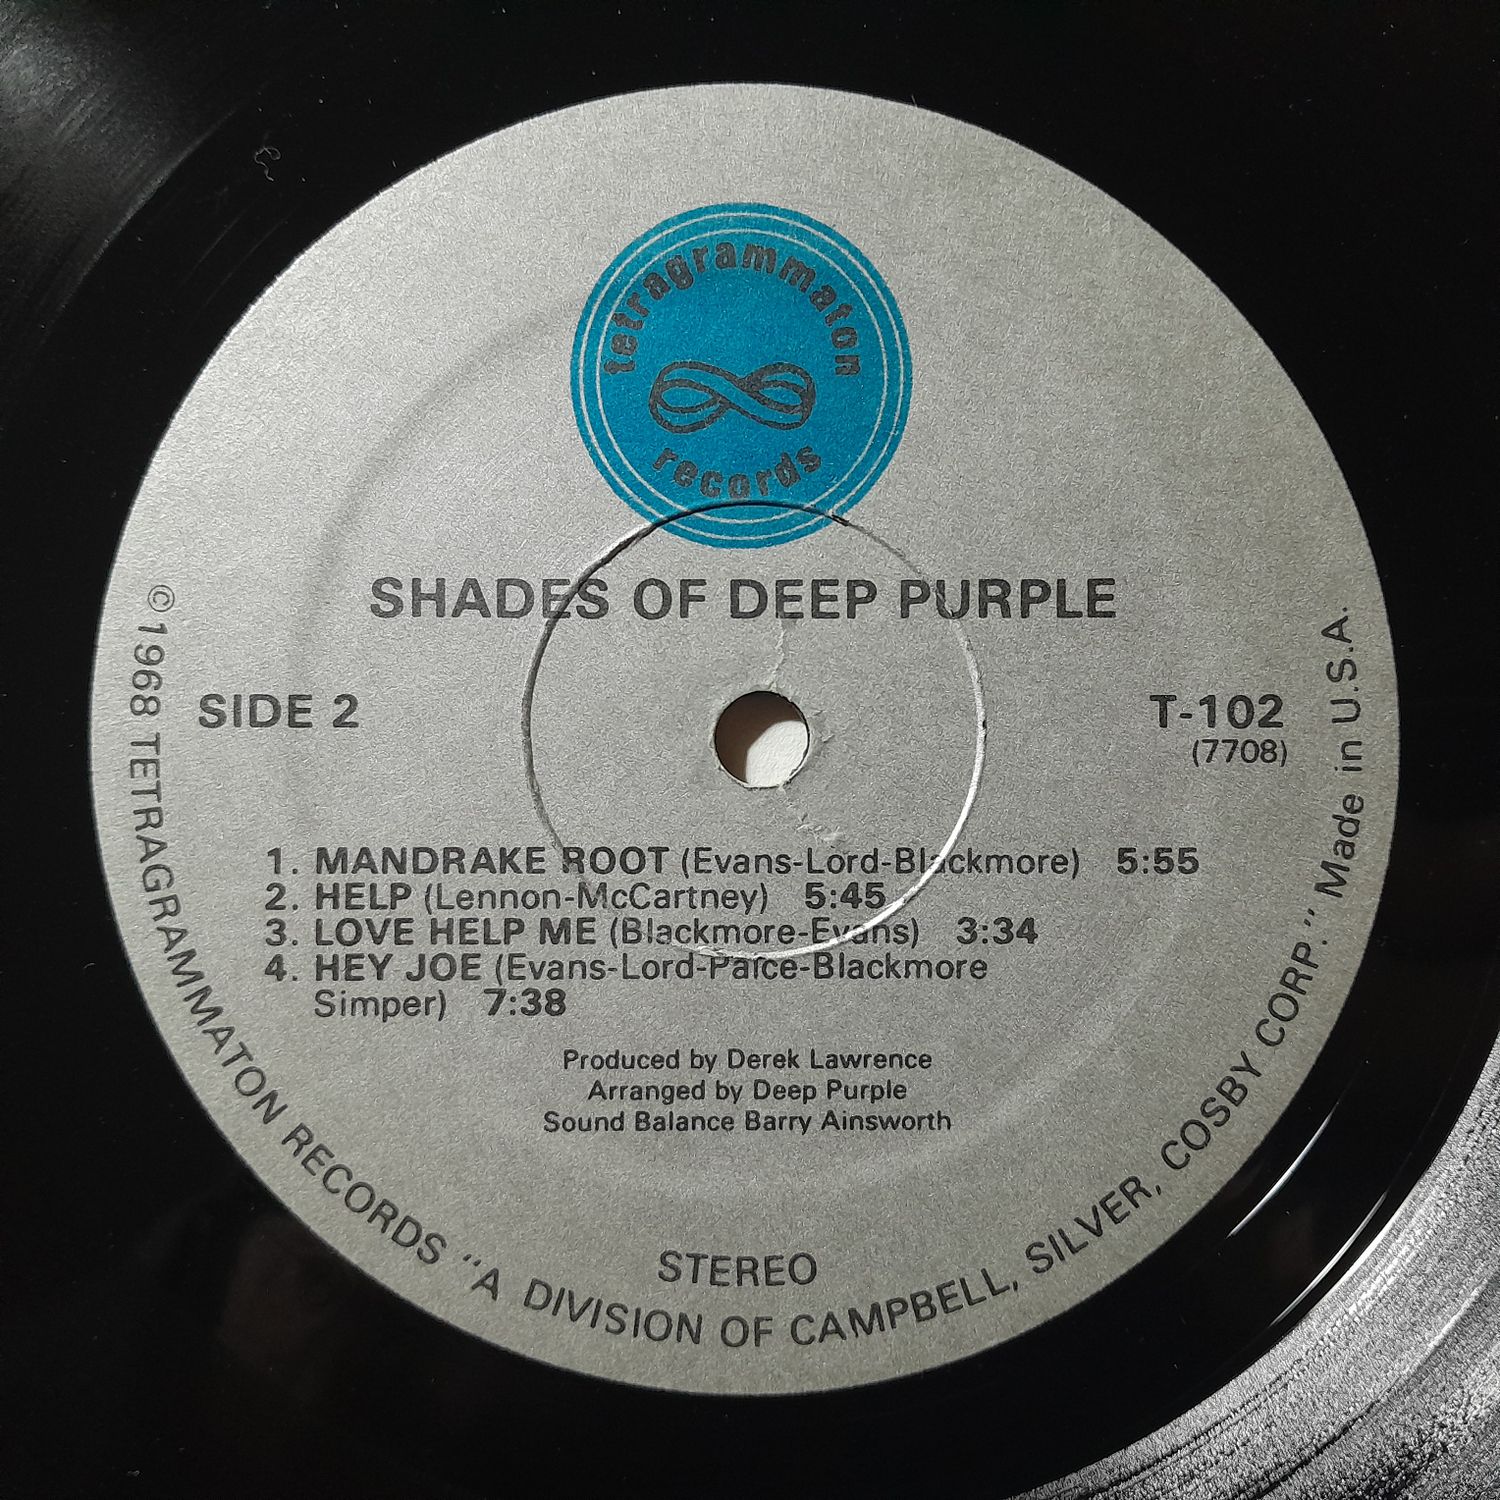 tetragrammaton
records
SHADES OF DEEP PURPLE
SIDE 2
T-102
(7708)
1. MANDRAKE ROOT (Evans-Lord-Blackmore) 5:55
2. HELP (Lennon-McCartney) 5:45
3. LOVE HELP ME (Blackmore-Evans) 3:34
4. HEY JOE (Evans-Lord-Paice-Blackmore
Simper) 7:38
Produced by Derek Lawrence
Arranged by Deep Purple
Sound Balance Barry Ainsworth
STEREO
©1968 TETRAGRAMMATON RECORDS "A DIVISION OF CAMPBELL, SILVER, COSBY CORP." Made in U.S.A.